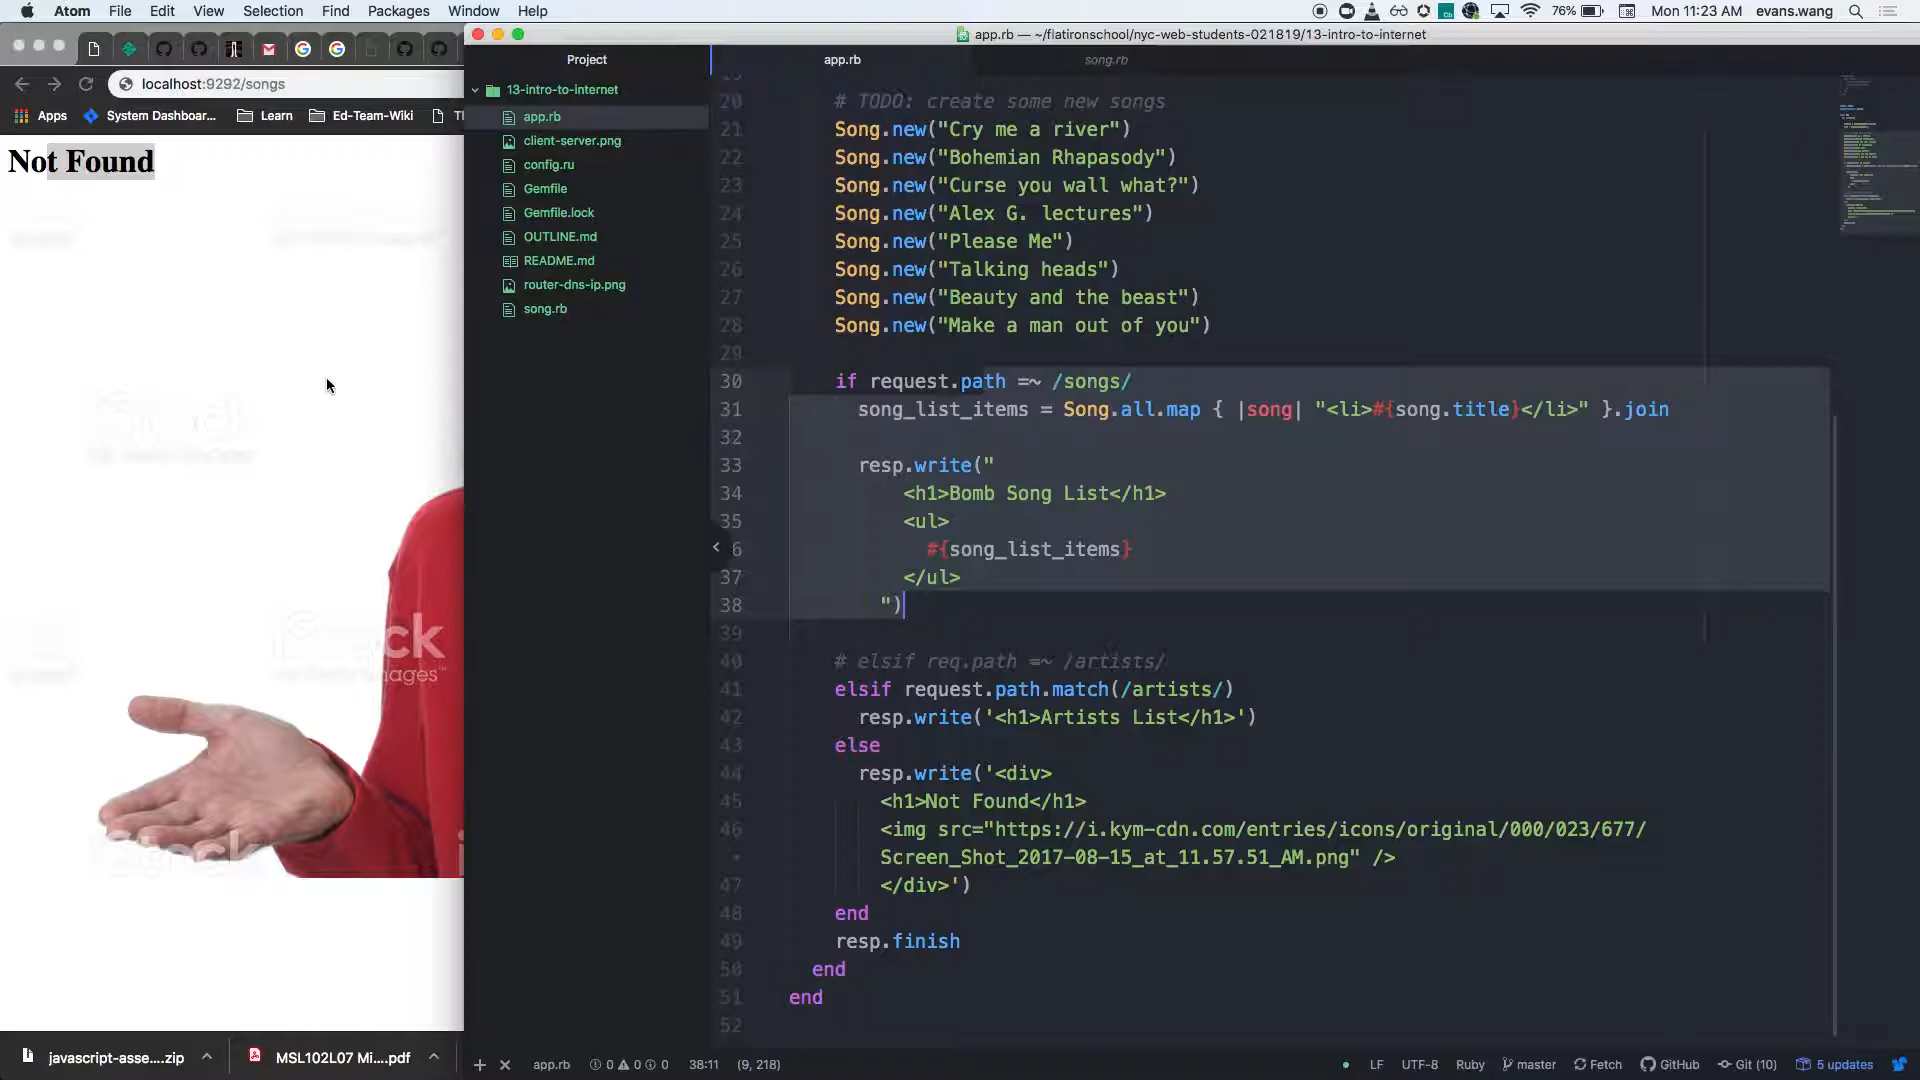 Atom File Edit View Selection Find Packages Window Help 76% Mon 11:23 AM evans.wang
app.rb — ~/flatironschool/nyc-web-students-021819/13-intro-to-internet
localhost:9292/songs
Apps System Dashboar... Learn Ed-Team-Wiki
Not Found
Project
13-intro-to-internet
app.rb
client-server.png
config.ru
Gemfile
Gemfile.lock
OUTLINE.md
README.md
router-dns-ip.png
song.rb
app.rb song.rb
20 # TODO: create some new songs
21 Song.new("Cry me a river")
22 Song.new("Bohemian Rhapasody")
23 Song.new("Curse you wall what?")
24 Song.new("Alex G. lectures")
25 Song.new("Please Me")
26 Song.new("Talking heads")
27 Song.new("Beauty and the beast")
28 Song.new("Make a man out of you")
29
30 if request.path =~ /songs/
31 song_list_items = Song.all.map { |song| "<li>#{song.title}</li>" }.join
32
33 resp.write("
34 <h1>Bomb Song List</h1>
35 <ul>
6 #{song_list_items}
37 </ul>
38 ")
39
40 # elsif req.path =~ /artists/
41 elsif request.path.match(/artists/)
42 resp.write('<h1>Artists List</h1>')
43 else
44 resp.write('<div>
45 <h1>Not Found</h1>
46 <img src="https://i.kym-cdn.com/entries/icons/original/000/023/677/
Screen_Shot_2017-08-15_at_11.57.51_AM.png" />
47 </div>')
48 end
49 resp.finish
50 end
51 end
52
javascript-asse....zip MSL102L07 Mi....pdf
app.rb 0 0 0 38:11 (9, 218) LF UTF-8 Ruby master Fetch GitHub Git (10) 5 updates